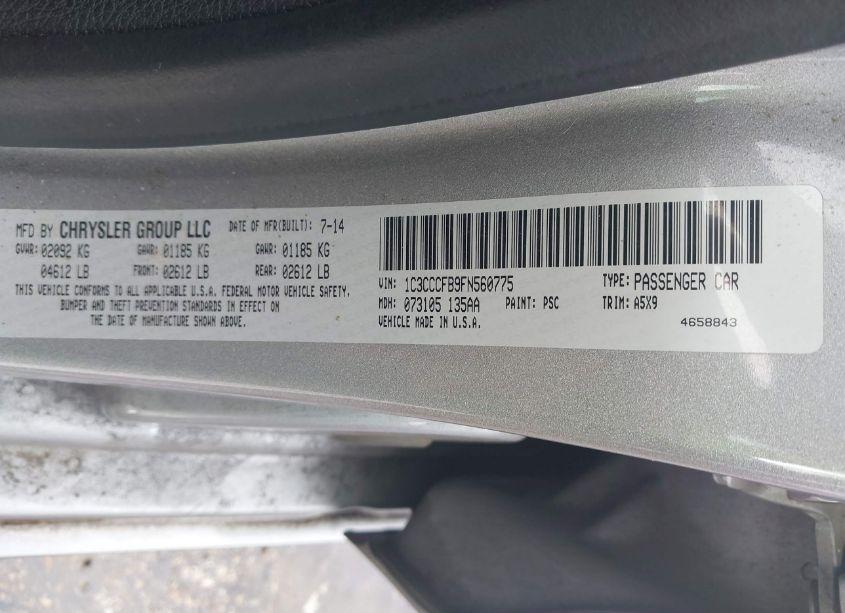 MFD BY CHRYSLER GROUP LLC DATE OF MFR(BUILT): 7-14
GVWR: 02092 KG GAWR: 01185 KG GAWR: 01185 KG
04612 LB FRONT: 02612 LB REAR: 02612 LB
THIS VEHICLE CONFORMS TO ALL APPLICABLE U.S.A. FEDERAL MOTOR VEHICLE SAFETY,
BUMPER AND THEFT PREVENTION STANDARDS IN EFFECT ON
THE DATE OF MANUFACTURE SHOWN ABOVE.
VIN: 1C3CCCFB9FN560775 TYPE: PASSENGER CAR
MDH: 073105 135AA PAINT: PSC TRIM: A5X9
VEHICLE MADE IN U.S.A. 4658843